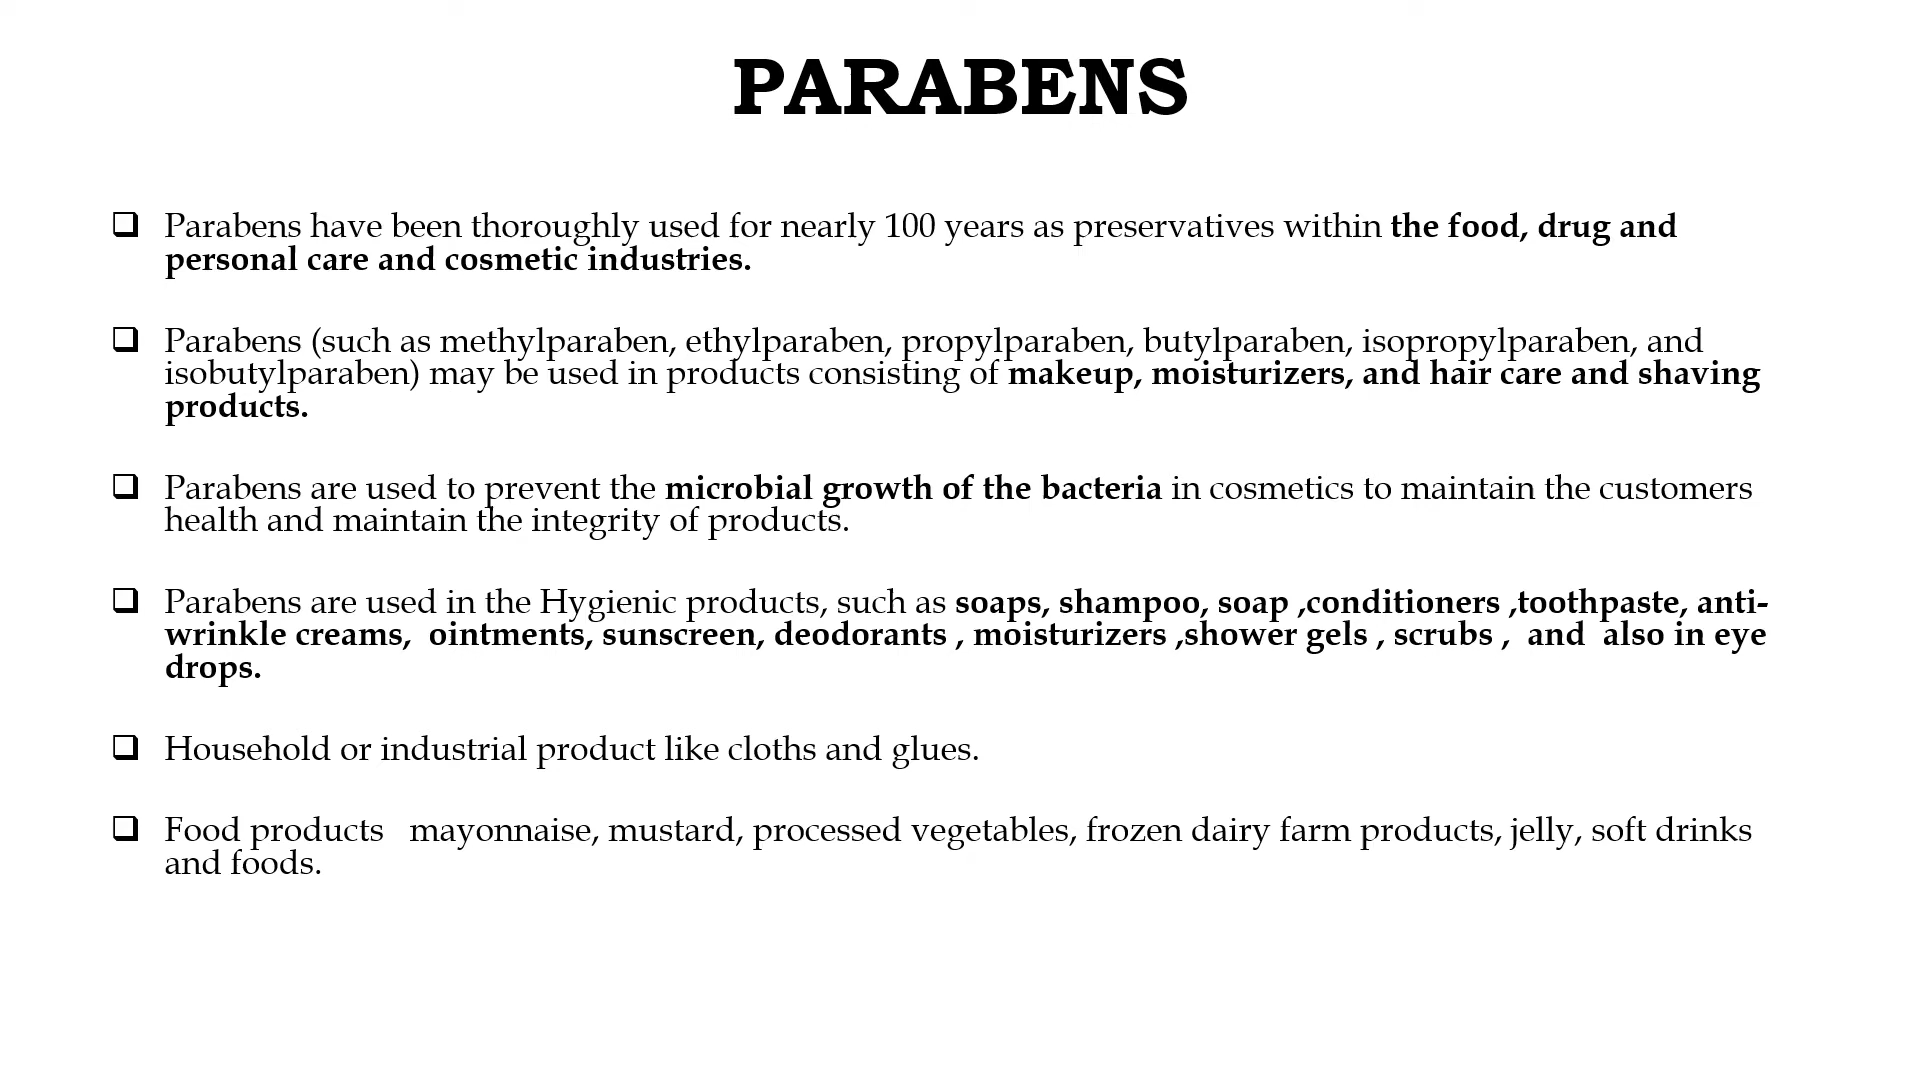 PARABENS
Parabens have been thoroughly used for nearly 100 years as preservatives within the food, drug and
personal care and cosmetic industries.
Parabens (such as methylparaben, ethylparaben, propylparaben, butylparaben, isopropylparaben, and
isobutylparaben) may be used in products consisting of makeup, moisturizers, and hair care and shaving
products.
Parabens are used to prevent the microbial growth of the bacteria in cosmetics to maintain the customers
health and maintain the integrity of products.
Parabens are used in the Hygienic products, such as soaps, shampoo, soap ,conditioners ,toothpaste, anti-
wrinkle creams,  ointments, sunscreen, deodorants , moisturizers ,shower gels , scrubs ,  and  also in eye
drops.
Household or industrial product like cloths and glues.
Food products   mayonnaise, mustard, processed vegetables, frozen dairy farm products, jelly, soft drinks
and foods.